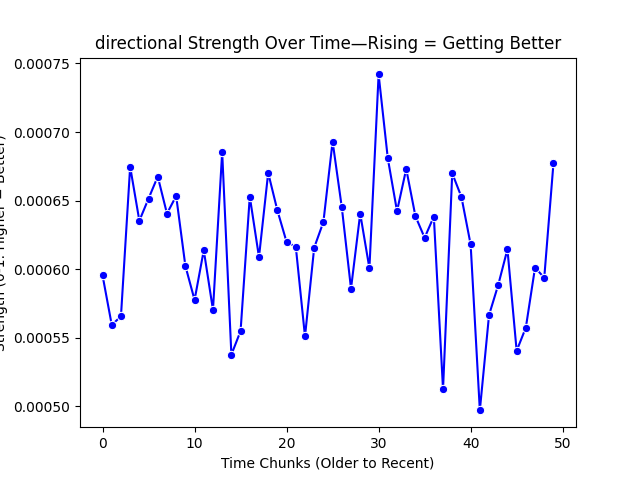 directional Strength Over Time—Rising = Getting Better
Strength (0-1: Higher = Better)
0.00075
0.00070
0.00065
0.00060
0.00055
0.00050
0 10 20 30 40 50
Time Chunks (Older to Recent)